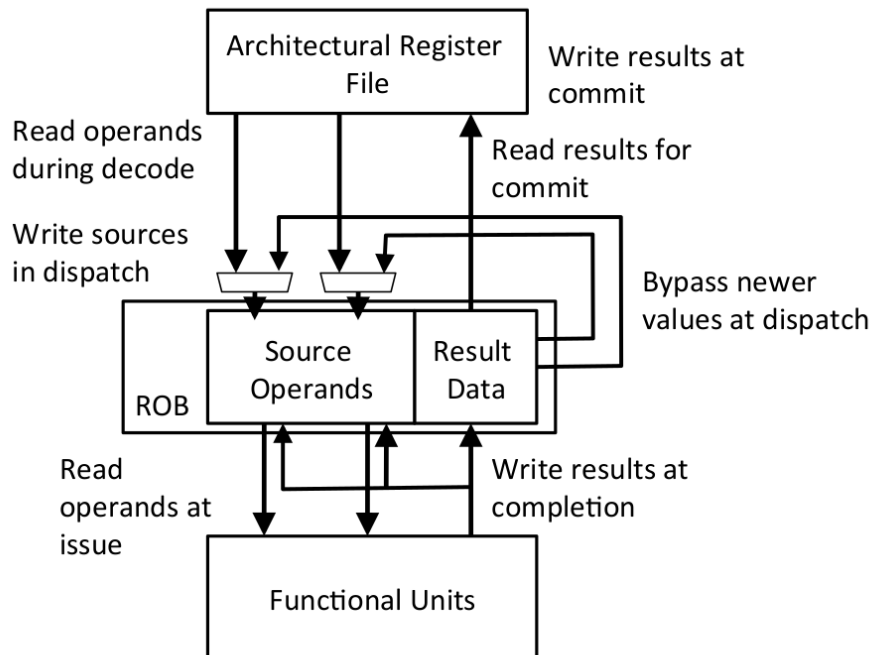 Architectural Register
File
Write results at
commit
Read operands
during decode
Read results for
commit
Write sources
in dispatch
Bypass newer
values at dispatch
Source
Operands
Result
Data
ROB
Read
operands at
issue
Write results at
completion
Functional Units